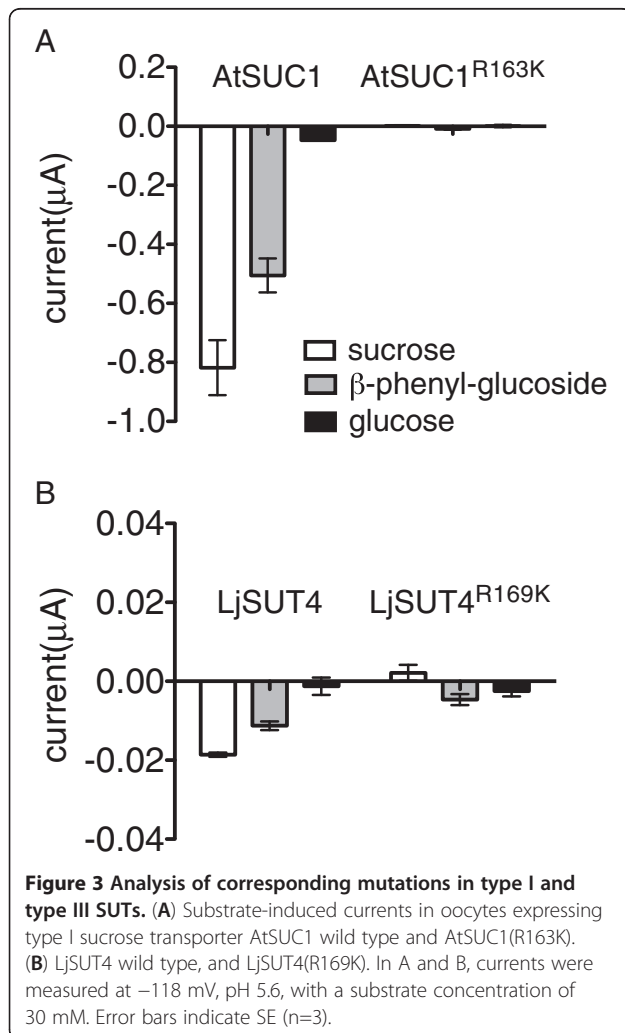 A
0.2
AtSUC1 AtSUC1R163K
0.0
-0.2
-0.4
-0.6
-0.8
-1.0
current(μA)
sucrose
β-phenyl-glucoside
glucose
B
0.04
0.02
LjSUT4 LjSUT4R169K
0.00
-0.02
-0.04
current(μA)
Figure 3 Analysis of corresponding mutations in type I and
type III SUTs. (A) Substrate-induced currents in oocytes expressing
type I sucrose transporter AtSUC1 wild type and AtSUC1(R163K).
(B) LjSUT4 wild type, and LjSUT4(R169K). In A and B, currents were
measured at −118 mV, pH 5.6, with a substrate concentration of
30 mM. Error bars indicate SE (n=3).